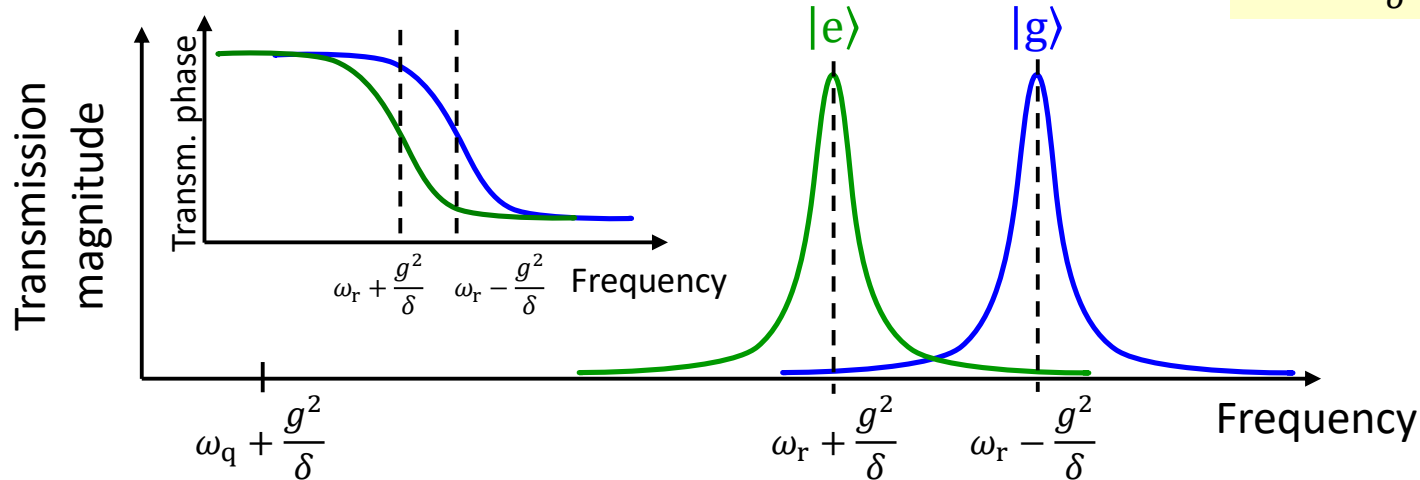 δ
|e⟩
|g⟩
Transmission
magnitude
Transm. phase
ω_r + g²/δ
ω_r − g²/δ
Frequency
ω_q + g²/δ
ω_r + g²/δ
ω_r − g²/δ
Frequency